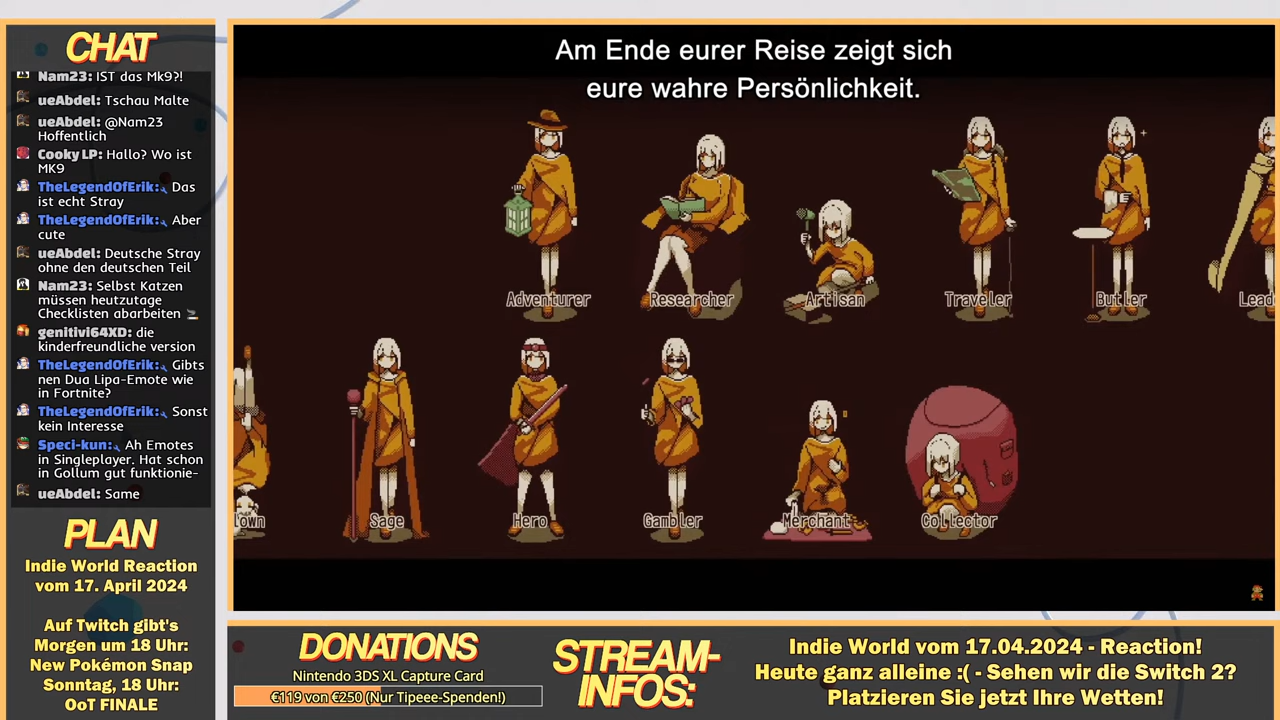 CHAT
Nam23: IST das Mk9?!
ueAbdel: Tschau Malte
ueAbdel: @Nam23
Hoffentlich
Cooky LP: Hallo? Wo ist
MK9
TheLegendOfErik: Das
ist echt Stray
TheLegendOfErik: Aber
cute
ueAbdel: Deutsche Stray
ohne den deutschen Teil
Nam23: Selbst Katzen
müssen heutzutage
Checklisten abarbeiten
genitivi64XD: die
kinderfreundliche version
TheLegendOfErik: Gibts
nen Dua Lipa-Emote wie
in Fortnite?
TheLegendOfErik: Sonst
kein Interesse
Speci-kun: Ah Emotes
in Singleplayer. Hat schon
in Gollum gut funktionie-
ueAbdel: Same
PLAN
Indie World Reaction
vom 17. April 2024
Auf Twitch gibt's
Morgen um 18 Uhr:
New Pokémon Snap
Sonntag, 18 Uhr:
OoT FINALE
Am Ende eurer Reise zeigt sich
eure wahre Persönlichkeit.
Adventurer Researcher Artisan Traveler Butler Lead
lown Sage Hero Gambler Merchant Collector
DONATIONS
Nintendo 3DS XL Capture Card
€119 von €250 (Nur Tipeee-Spenden!)
STREAM-
INFOS:
Indie World vom 17.04.2024 - Reaction!
Heute ganz alleine :( - Sehen wir die Switch 2?
Platzieren Sie jetzt Ihre Wetten!